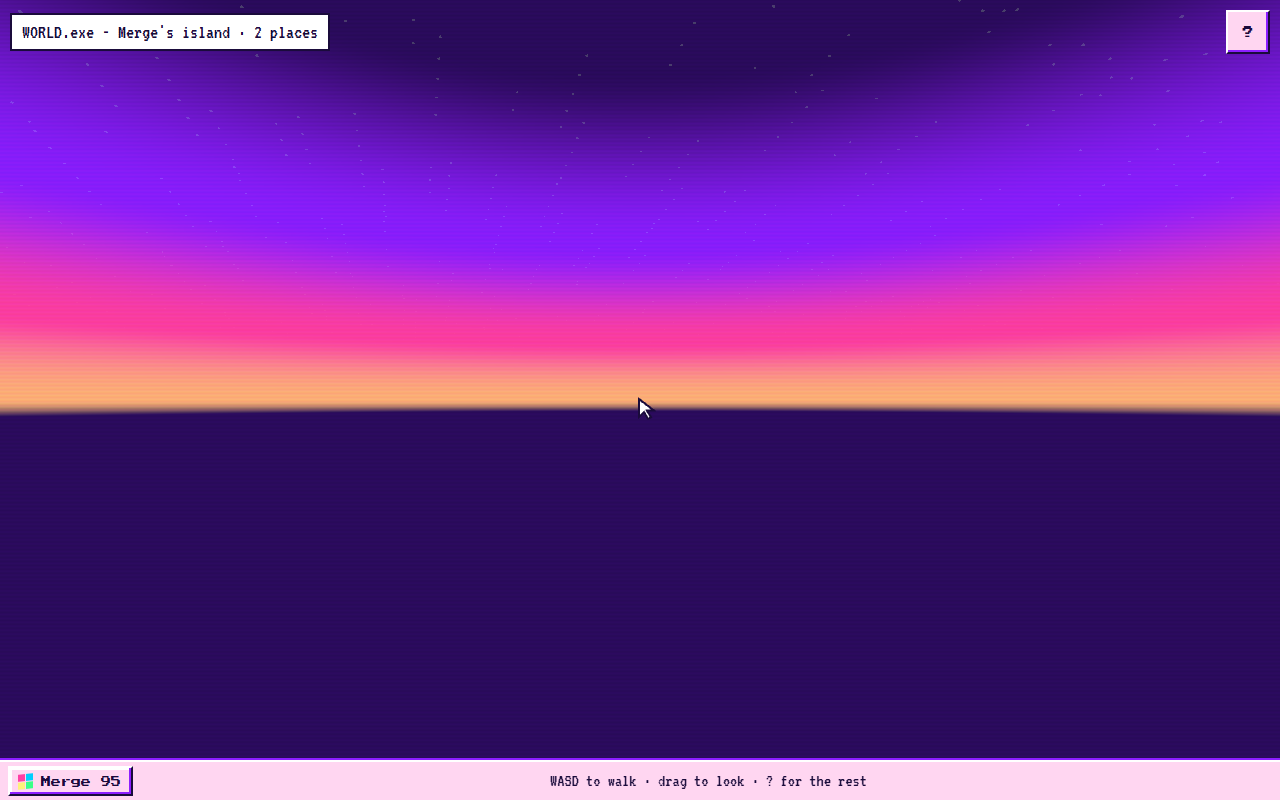 WORLD.exe - Merge's island · 2 places
?
Merge 95
WASD to walk · drag to look · ? for the rest